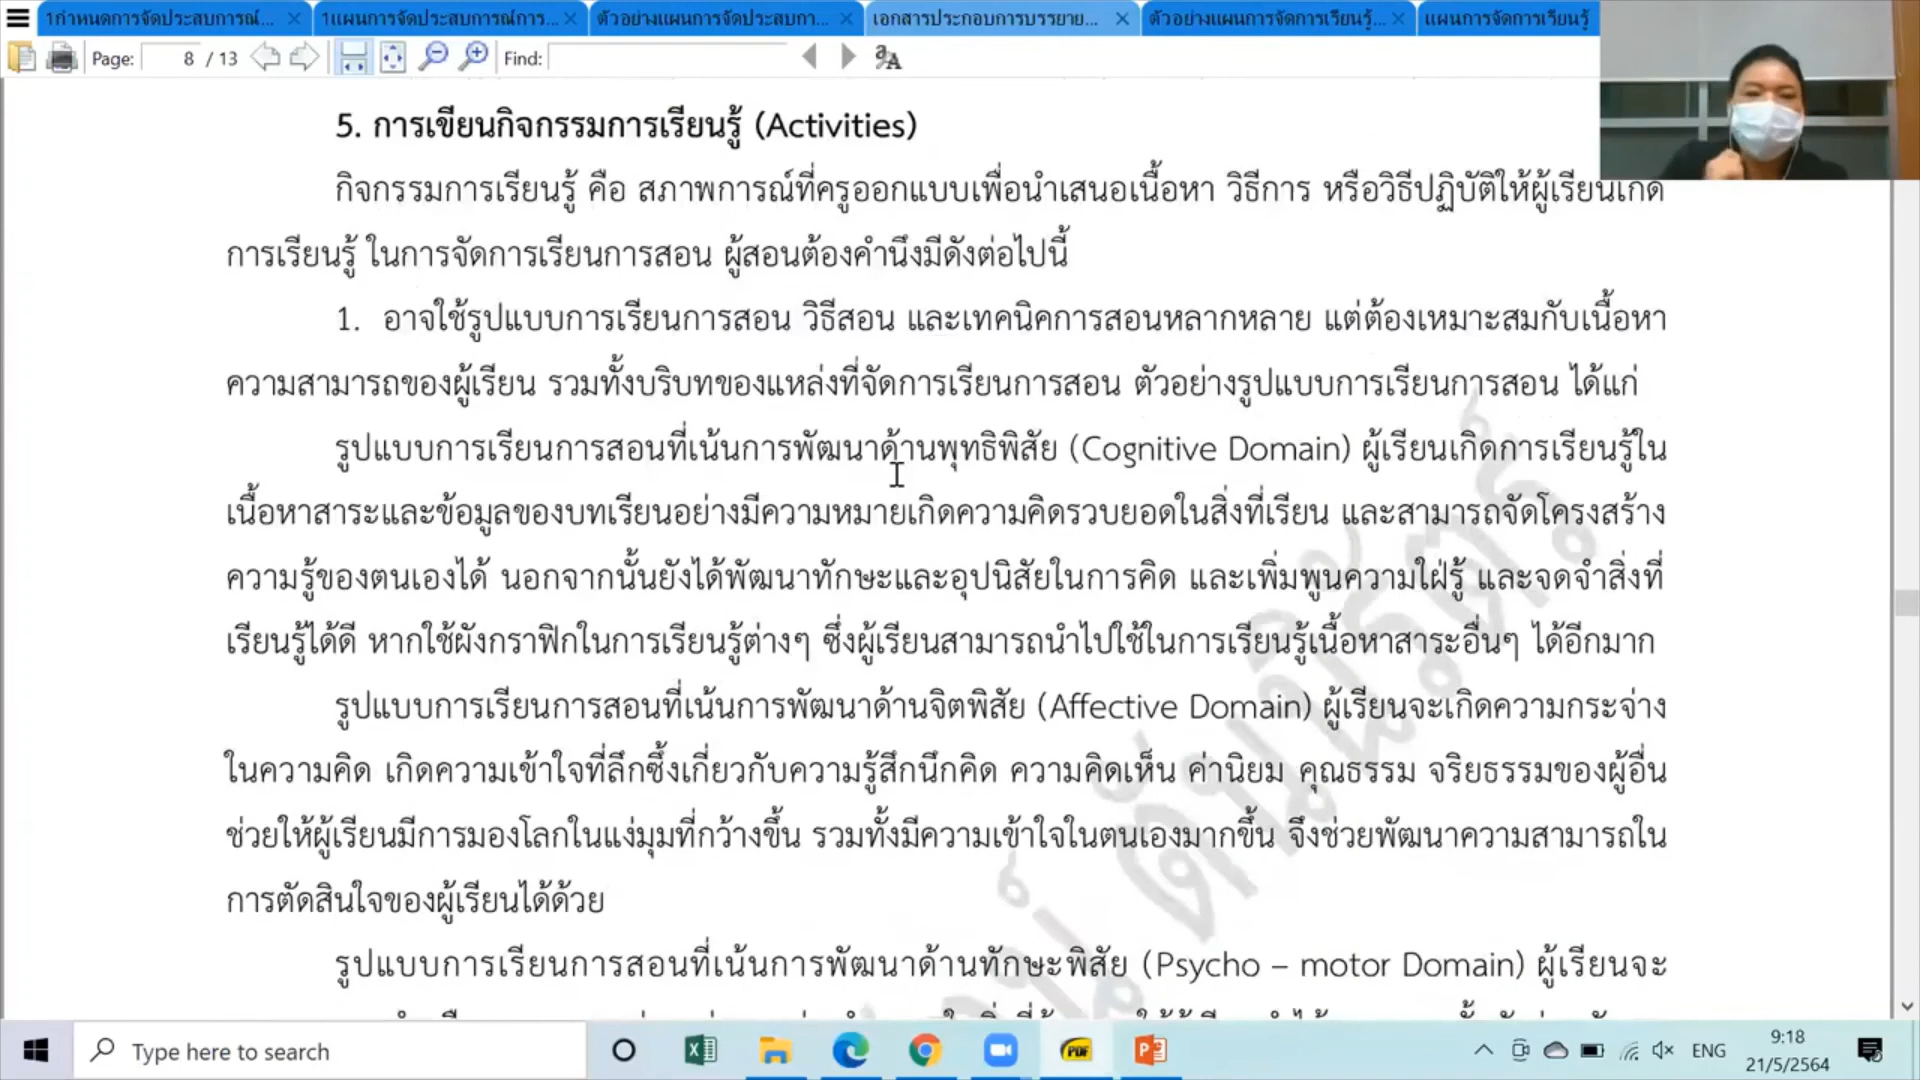 1กำหนดการจัดประสบการณ์...
1แผนการจัดประสบการณ์การ...
ตัวอย่างแผนการจัดประสบกา...
เอกสารประกอบการบรรยาย...
ตัวอย่างแผนการจัดการเรียนรู้...
แผนการจัดการเรียนรู้
Page: 8 / 13 Find:
5. การเขียนกิจกรรมการเรียนรู้ (Activities)
กิจกรรมการเรียนรู้ คือ สภาพการณ์ที่ครูออกแบบเพื่อนำเสนอเนื้อหา วิธีการ หรือวิธีปฏิบัติให้ผู้เรียนเกิด
การเรียนรู้ ในการจัดการเรียนการสอน ผู้สอนต้องคำนึงมีดังต่อไปนี้
1. อาจใช้รูปแบบการเรียนการสอน วิธีสอน และเทคนิคการสอนหลากหลาย แต่ต้องเหมาะสมกับเนื้อหา
ความสามารถของผู้เรียน รวมทั้งบริบทของแหล่งที่จัดการเรียนการสอน ตัวอย่างรูปแบบการเรียนการสอน ได้แก่
รูปแบบการเรียนการสอนที่เน้นการพัฒนาด้านพุทธิพิสัย (Cognitive Domain) ผู้เรียนเกิดการเรียนรู้ใน
เนื้อหาสาระและข้อมูลของบทเรียนอย่างมีความหมายเกิดความคิดรวบยอดในสิ่งที่เรียน และสามารถจัดโครงสร้าง
ความรู้ของตนเองได้ นอกจากนั้นยังได้พัฒนาทักษะและอุปนิสัยในการคิด และเพิ่มพูนความใฝ่รู้ และจดจำสิ่งที่
เรียนรู้ได้ดี หากใช้ผังกราฟิกในการเรียนรู้ต่างๆ ซึ่งผู้เรียนสามารถนำไปใช้ในการเรียนรู้เนื้อหาสาระอื่นๆ ได้อีกมาก
รูปแบบการเรียนการสอนที่เน้นการพัฒนาด้านจิตพิสัย (Affective Domain) ผู้เรียนจะเกิดความกระจ่าง
ในความคิด เกิดความเข้าใจที่ลึกซึ้งเกี่ยวกับความรู้สึกนึกคิด ความคิดเห็น ค่านิยม คุณธรรม จริยธรรมของผู้อื่น
ช่วยให้ผู้เรียนมีการมองโลกในแง่มุมที่กว้างขึ้น รวมทั้งมีความเข้าใจในตนเองมากขึ้น จึงช่วยพัฒนาความสามารถใน
การตัดสินใจของผู้เรียนได้ด้วย
รูปแบบการเรียนการสอนที่เน้นการพัฒนาด้านทักษะพิสัย (Psycho – motor Domain) ผู้เรียนจะ
Type here to search
PDF
ENG
9:18
21/5/2564